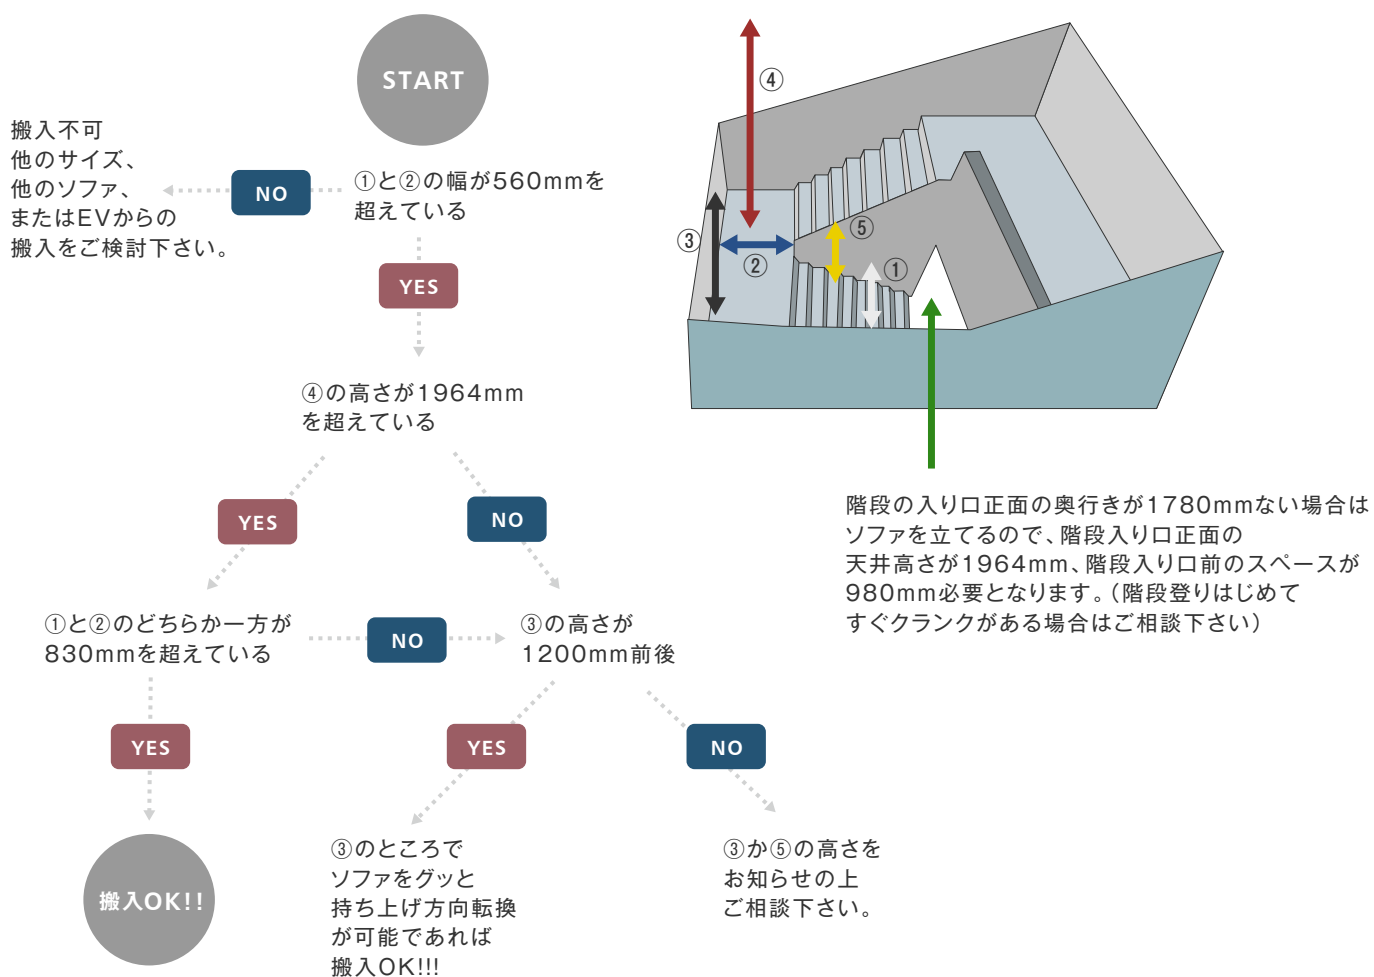 START
搬入不可
他のサイズ、
他のソファ、
またはEVからの
搬入をご検討下さい。
NO
①と②の幅が560mmを
超えている
YES
④の高さが1964mm
を超えている
YES
NO
①と②のどちらか一方が
830mmを超えている
NO
③の高さが
1200mm前後
YES
YES
NO
搬入OK!!
③のところで
ソファをグッと
持ち上げ方向転換
が可能であれば
搬入OK!!!
③か⑤の高さを
お知らせの上
ご相談下さい。
④
③
②
⑤
①
階段の入り口正面の奥行きが1780mmない場合は
ソファを立てるので、階段入り口正面の
天井高さが1964mm、階段入り口前のスペースが
980mm必要となります。（階段登りはじめて
すぐクランクがある場合はご相談下さい）